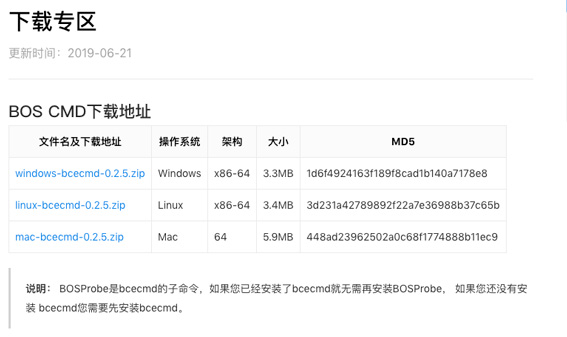 下载专区
更新时间：2019-06-21
BOS CMD下载地址
文件名及下载地址 操作系统 架构 大小 MD5
windows-bcecmd-0.2.5.zip Windows x86-64 3.3MB 1d6f4924163f189f8cad1b140a7178e8
linux-bcecmd-0.2.5.zip Linux x86-64 3.4MB 3d231a42789892f22a7e36988b37c65b
mac-bcecmd-0.2.5.zip Mac 64 5.9MB 448ad23962502a0c68f1774888b11ec9
说明： BOSProbe是bcecmd的子命令，如果您已经安装了bcecmd就无需再安装BOSProbe， 如果您还没有安
装 bcecmd您需要先安装bcecmd。